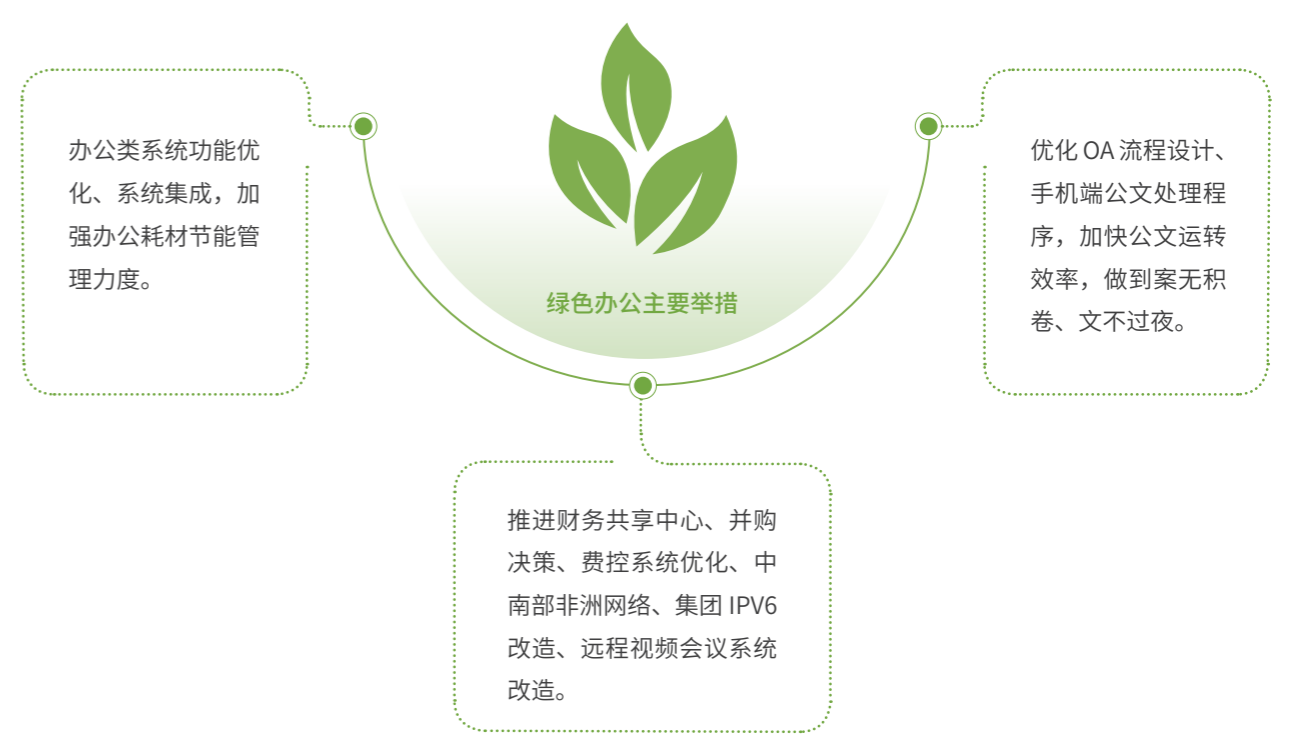 办公类系统功能优
化、系统集成，加
强办公耗材节能管
理力度。
绿色办公主要举措
优化 OA 流程设计、
手机端公文处理程
序，加快公文运转
效率，做到案无积
卷、文不过夜。
推进财务共享中心、并购
决策、费控系统优化、中
南部非洲网络、集团 IPV6
改造、远程视频会议系统
改造。